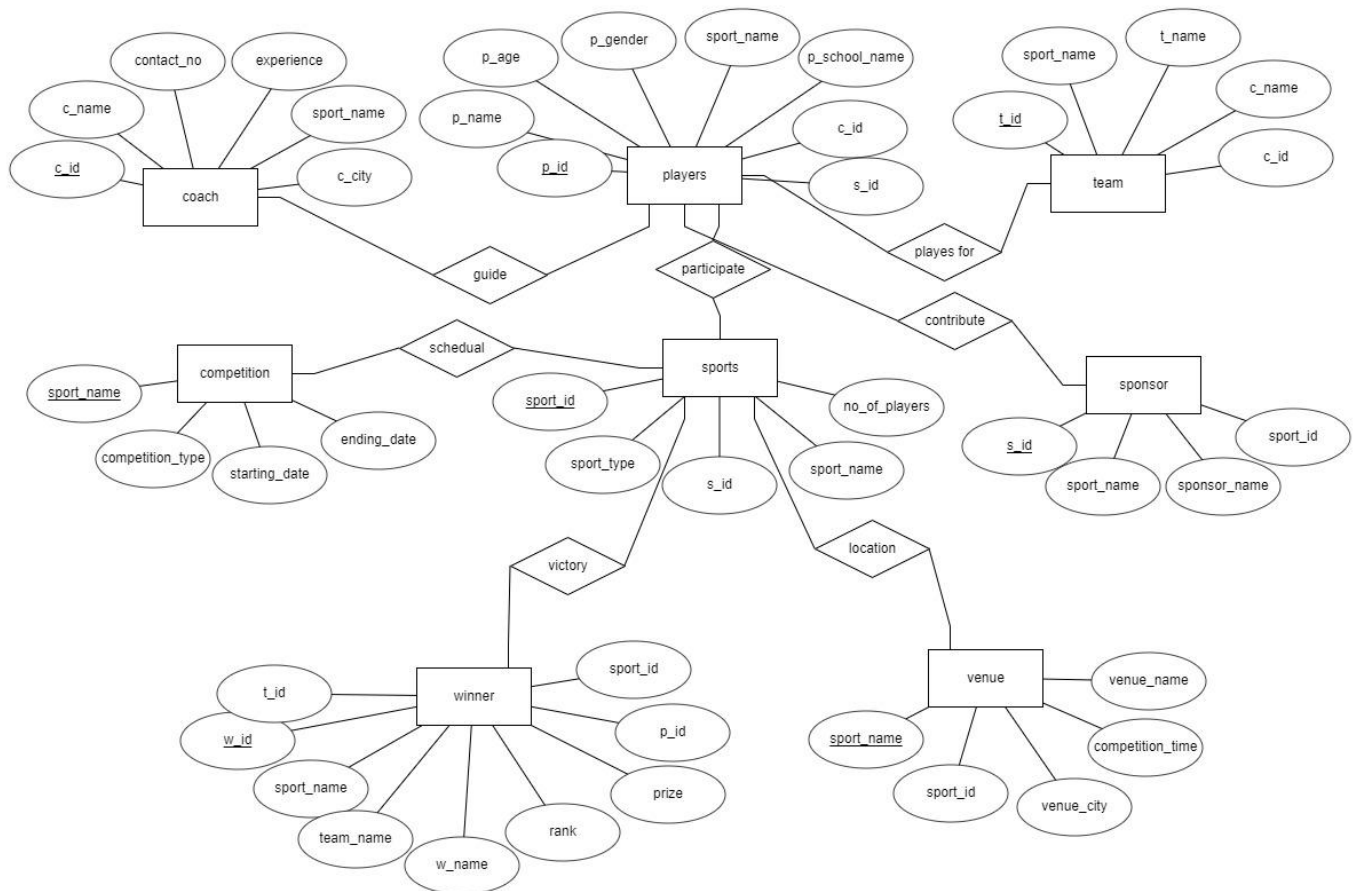 t_name
p_gender
sport_name
sport_name
p_age
p_school_name
contact_no
experience
c_name
c_name
sport_name
p_name
c_id
t_id
c_id
p_id
c_id
c_city
s_id
coach
players
team
playes for
guide
participate
contribute
schedual
competition
sports
sponsor
sport_name
sport_id
no_of_players
ending_date
s_id
sport_id
competition_type
starting_date
sport_type
s_id
sport_name
sport_name
sponsor_name
victory
location
t_id
winner
sport_id
venue
venue_name
w_id
p_id
sport_name
competition_time
sport_name
prize
sport_id
venue_city
team_name
rank
w_name